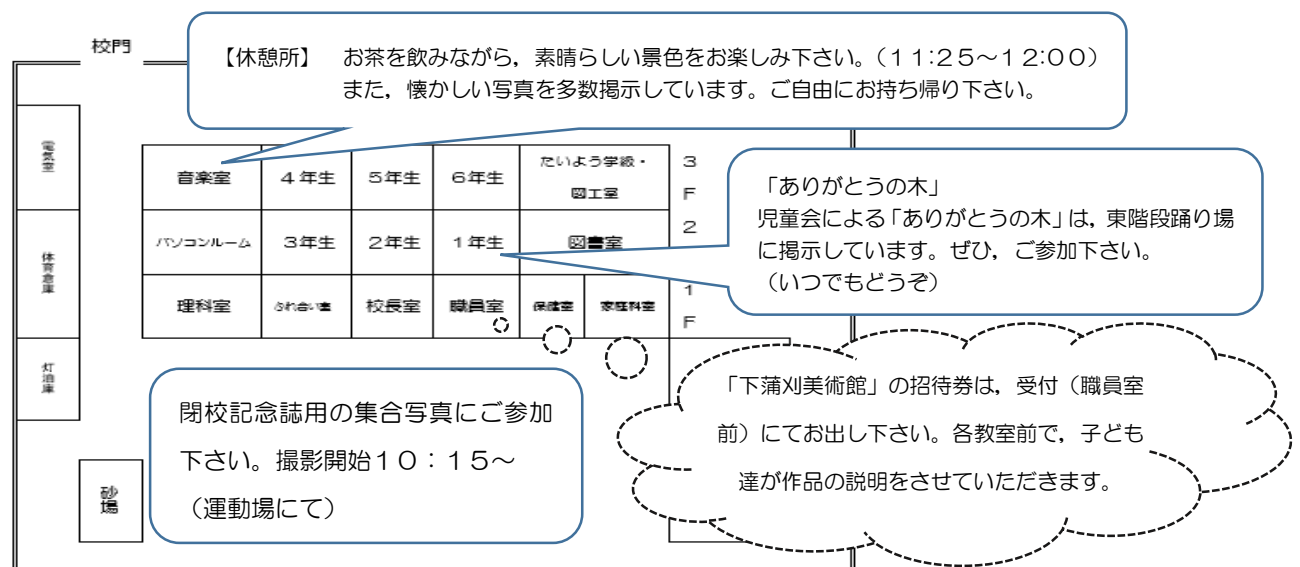 校門
【休憩所】　お茶を飲みながら，素晴らしい景色をお楽しみ下さい。（11:25～12:00）
また，懐かしい写真を多数掲示しています。ご自由にお持ち帰り下さい。
電気室
体育倉庫
灯油庫
砂場
音楽室
4年生
5年生
6年生
たいよう学級・
図工室
3
F
パソコンルーム
3年生
2年生
1年生
図書室
2
理科室
ふれ合い室
校長室
職員室
保健室
家庭科室
1
F
「ありがとうの木」
児童会による「ありがとうの木」は，東階段踊り場
に掲示しています。ぜひ，ご参加下さい。
（いつでもどうぞ）
閉校記念誌用の集合写真にご参加
下さい。撮影開始１０：１５～
（運動場にて）
「下蒲刈美術館」の招待券は，受付（職員室
前）にてお出し下さい。各教室前で，子ども
達が作品の説明をさせていただきます。